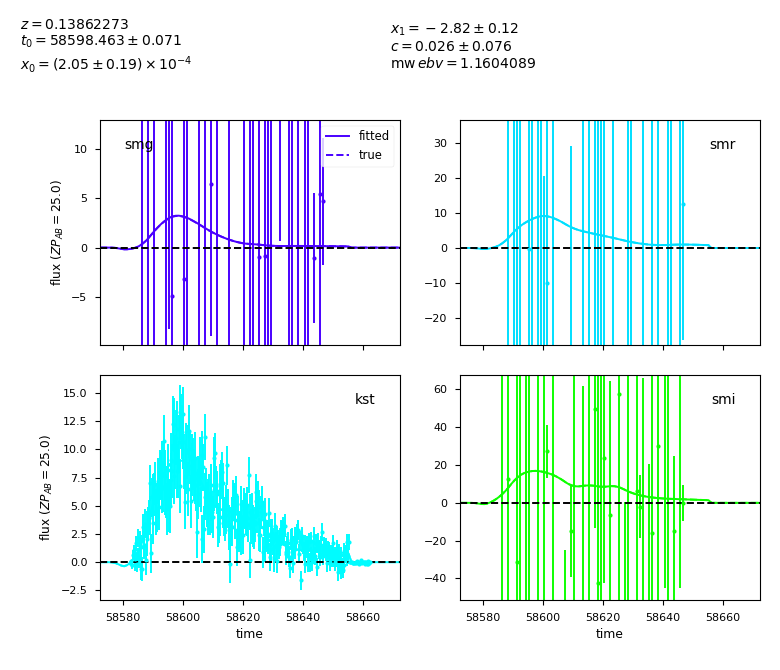 z = 0.13862273
t₀ = 58598.463 ± 0.071
x₀ = (2.05 ± 0.19) × 10⁻⁴
x₁ = −2.82 ± 0.12
c = 0.026 ± 0.076
mw ebv = 1.1604089
smg
fitted
true
10
5
0
−5
flux (ZP_AB = 25.0)
smr
30
20
10
0
−10
−20
kst
15.0
12.5
10.0
7.5
5.0
2.5
0.0
−2.5
flux (ZP_AB = 25.0)
58580 58600 58620 58640 58660
time
smi
60
40
20
0
−20
−40
58580 58600 58620 58640 58660
time